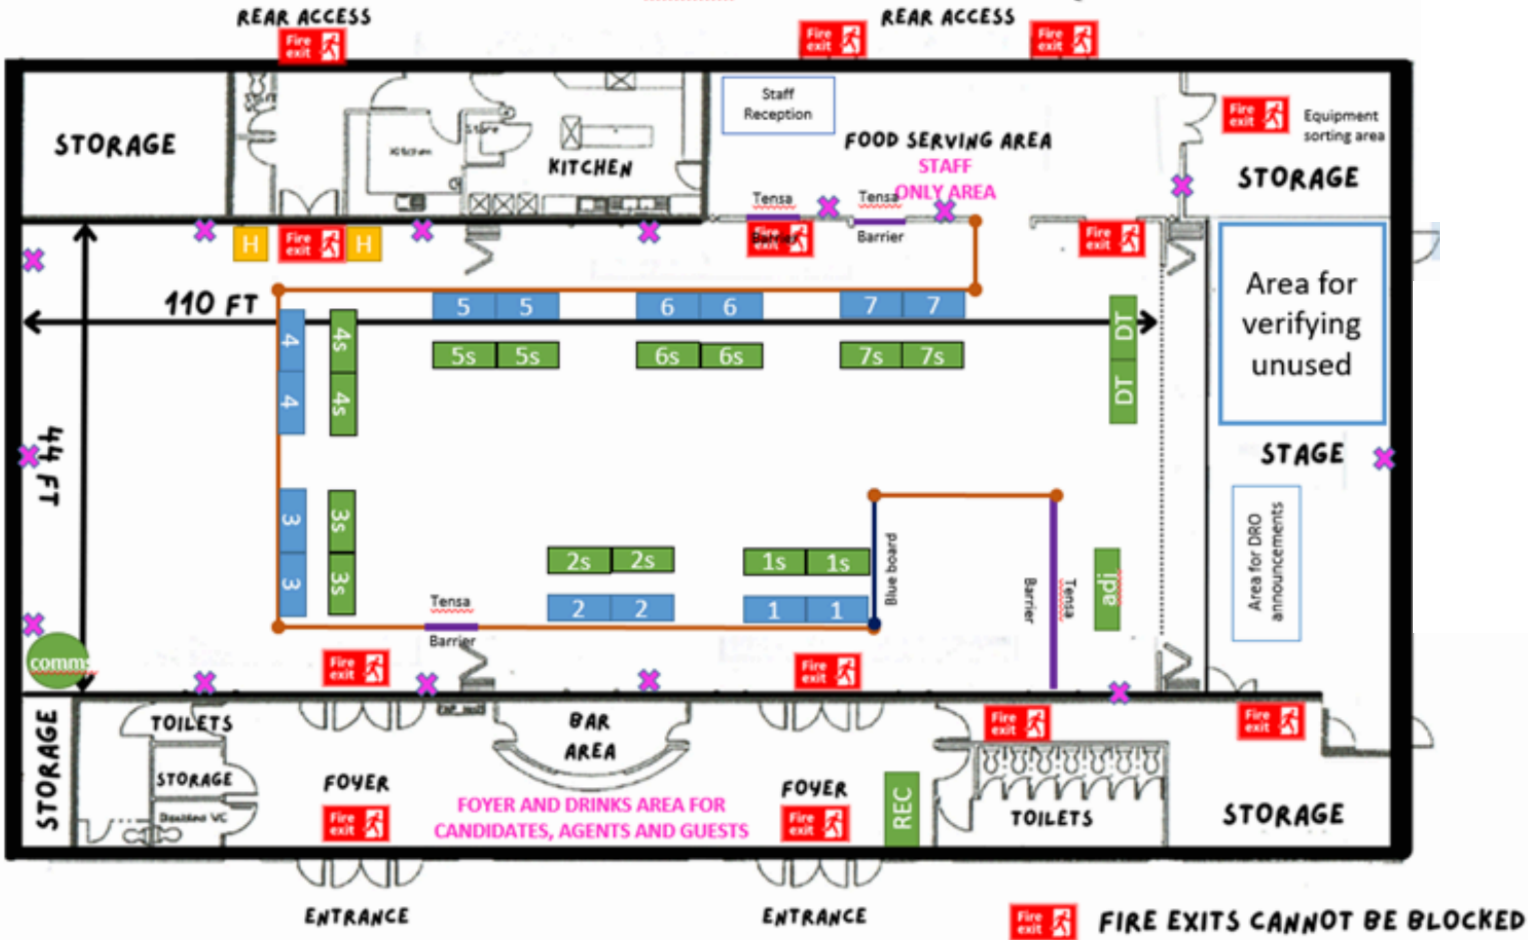 REAR ACCESS
REAR ACCESS
Fire
exit
Fire
exit
Fire
exit
STORAGE
Kitchen
Store
KITCHEN
Staff
Reception
FOOD SERVING AREA
STAFF
ONLY AREA
Fire
exit
Equipment
sorting area
STORAGE
Tensa
Barrier
Tensa
Barrier
H
Fire
exit
H
Fire
exit
Fire
exit
110 FT
44 FT
5 5
6 6
7 7
5s 5s
6s 6s
7s 7s
4
4
4s
4s
3
3
3s
3s
DT
DT
Area for
verifying
unused
STAGE
Area for DRO
announcements
2s 2s
1s 1s
2 2
1 1
Blue board
Tensa
Barrier
adj
Tensa
Barrier
comms
Fire
exit
Fire
exit
STORAGE
TOILETS
STORAGE
Disabled WC
FOYER
Fire
exit
BAR
AREA
FOYER AND DRINKS AREA FOR
CANDIDATES, AGENTS AND GUESTS
FOYER
Fire
exit
REC
Fire
exit
TOILETS
Fire
exit
STORAGE
ENTRANCE
ENTRANCE
Fire
exit
FIRE EXITS CANNOT BE BLOCKED